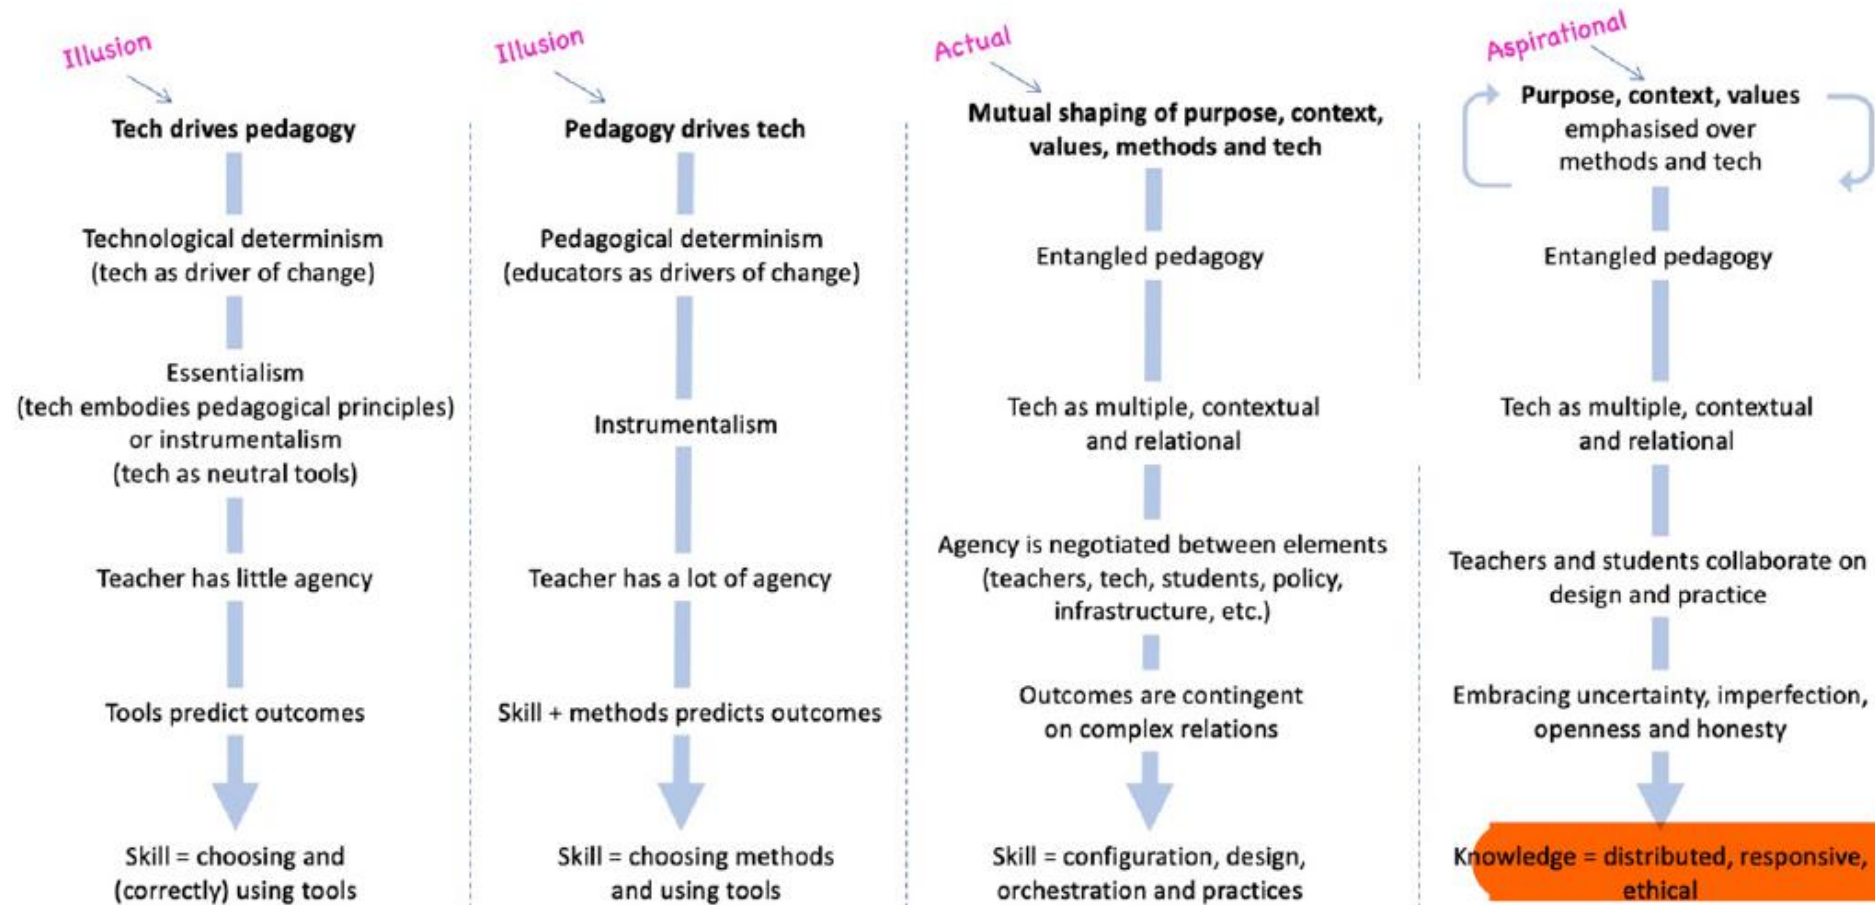 Illusion
Tech drives pedagogy
Technological determinism
(tech as driver of change)
Essentialism
(tech embodies pedagogical principles)
or instrumentalism
(tech as neutral tools)
Teacher has little agency
Tools predict outcomes
Skill = choosing and
(correctly) using tools
Illusion
Pedagogy drives tech
Pedagogical determinism
(educators as drivers of change)
Instrumentalism
Teacher has a lot of agency
Skill + methods predicts outcomes
Skill = choosing methods
and using tools
Actual
Mutual shaping of purpose, context,
values, methods and tech
Entangled pedagogy
Tech as multiple, contextual
and relational
Agency is negotiated between elements
(teachers, tech, students, policy,
infrastructure, etc.)
Outcomes are contingent
on complex relations
Skill = configuration, design,
orchestration and practices
Aspirational
Purpose, context, values
emphasised over
methods and tech
Entangled pedagogy
Tech as multiple, contextual
and relational
Teachers and students collaborate on
design and practice
Embracing uncertainty, imperfection,
openness and honesty
Knowledge = distributed, responsive,
ethical